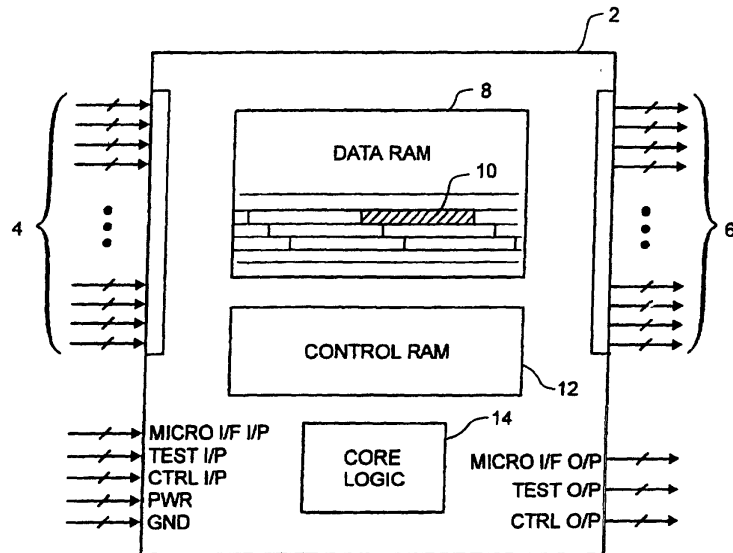 2
8
DATA RAM
10
4
6
CONTROL RAM
12
14
CORE
LOGIC
MICRO I/F I/P
TEST I/P
CTRL I/P
PWR
GND
MICRO I/F O/P
TEST O/P
CTRL O/P